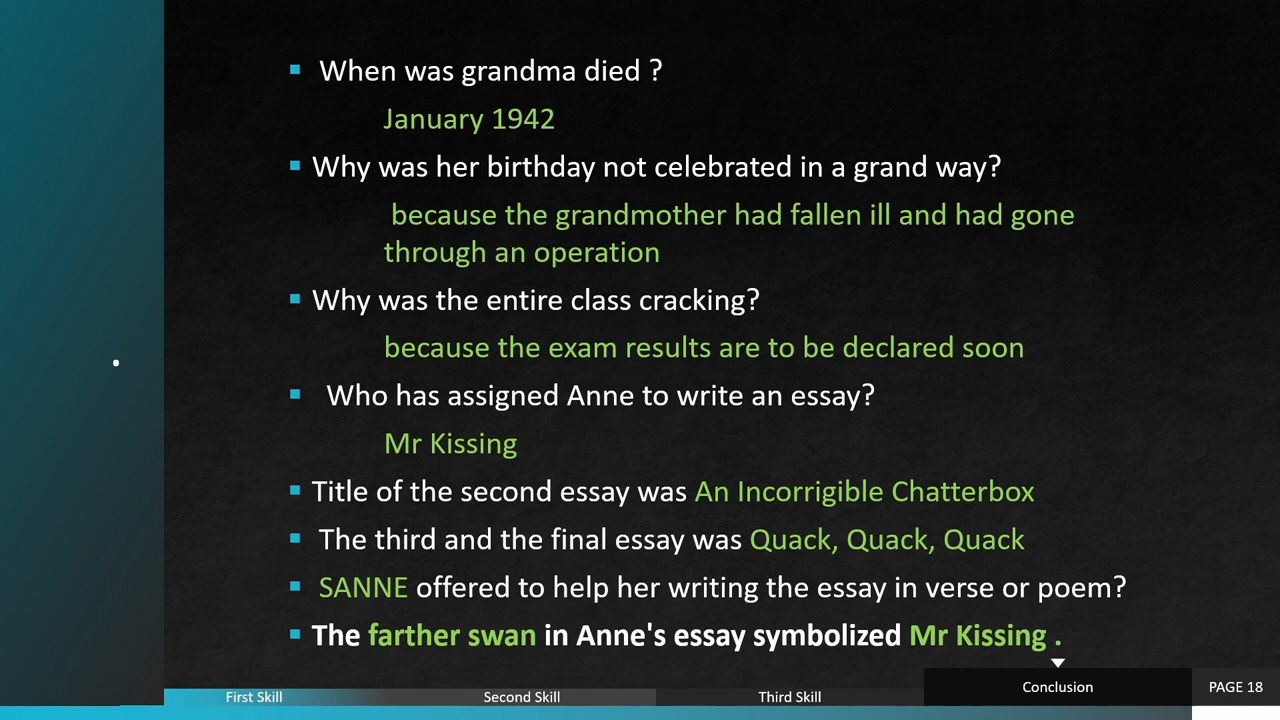 When was grandma died ?
January 1942
Why was her birthday not celebrated in a grand way?
because the grandmother had fallen ill and had gone
through an operation
Why was the entire class cracking?
because the exam results are to be declared soon
Who has assigned Anne to write an essay?
Mr Kissing
Title of the second essay was An Incorrigible Chatterbox
The third and the final essay was Quack, Quack, Quack
.
SANNE offered to help her writing the essay in verse or poem?
The farther swan in Anne's essay symbolized Mr Kissing .
First Skill
Second Skill
Third Skill
Conclusion
PAGE 18